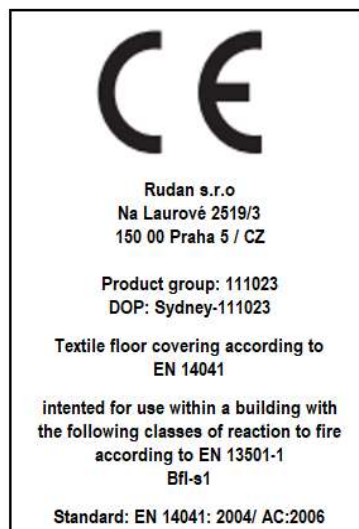 CE
Rudan s.r.o
Na Laurové 2519/3
150 00 Praha 5 / CZ
Product group: 111023
DOP: Sydney-111023
Textile floor covering according to
EN 14041
intented for use within a building with
the following classes of reaction to fire
according to EN 13501-1
Bfl-s1
Standard: EN 14041: 2004/ AC:2006